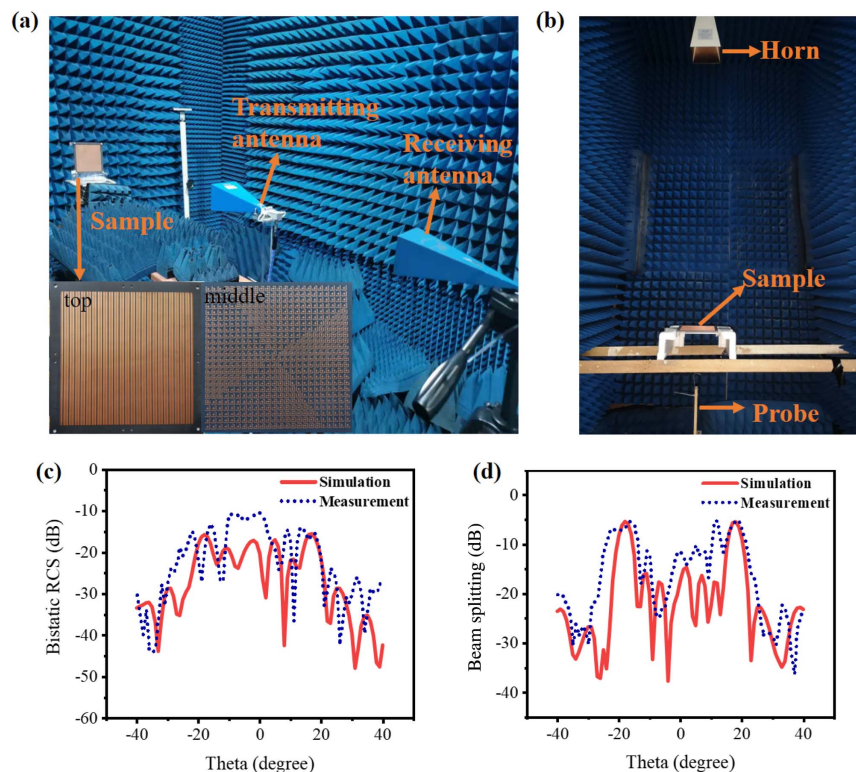 (a)
Transmitting
antenna
Receiving
antenna
Sample
top
middle
(b)
Horn
Sample
Probe
(c)
Simulation
Measurement
Bistatic RCS (dB)
0
-10
-20
-30
-40
-50
-60
-40
-20
0
20
40
Theta (degree)
(d)
Simulation
Measurement
Beam splitting (dB)
0
-10
-20
-30
-40
-40
-20
0
20
40
Theta (degree)